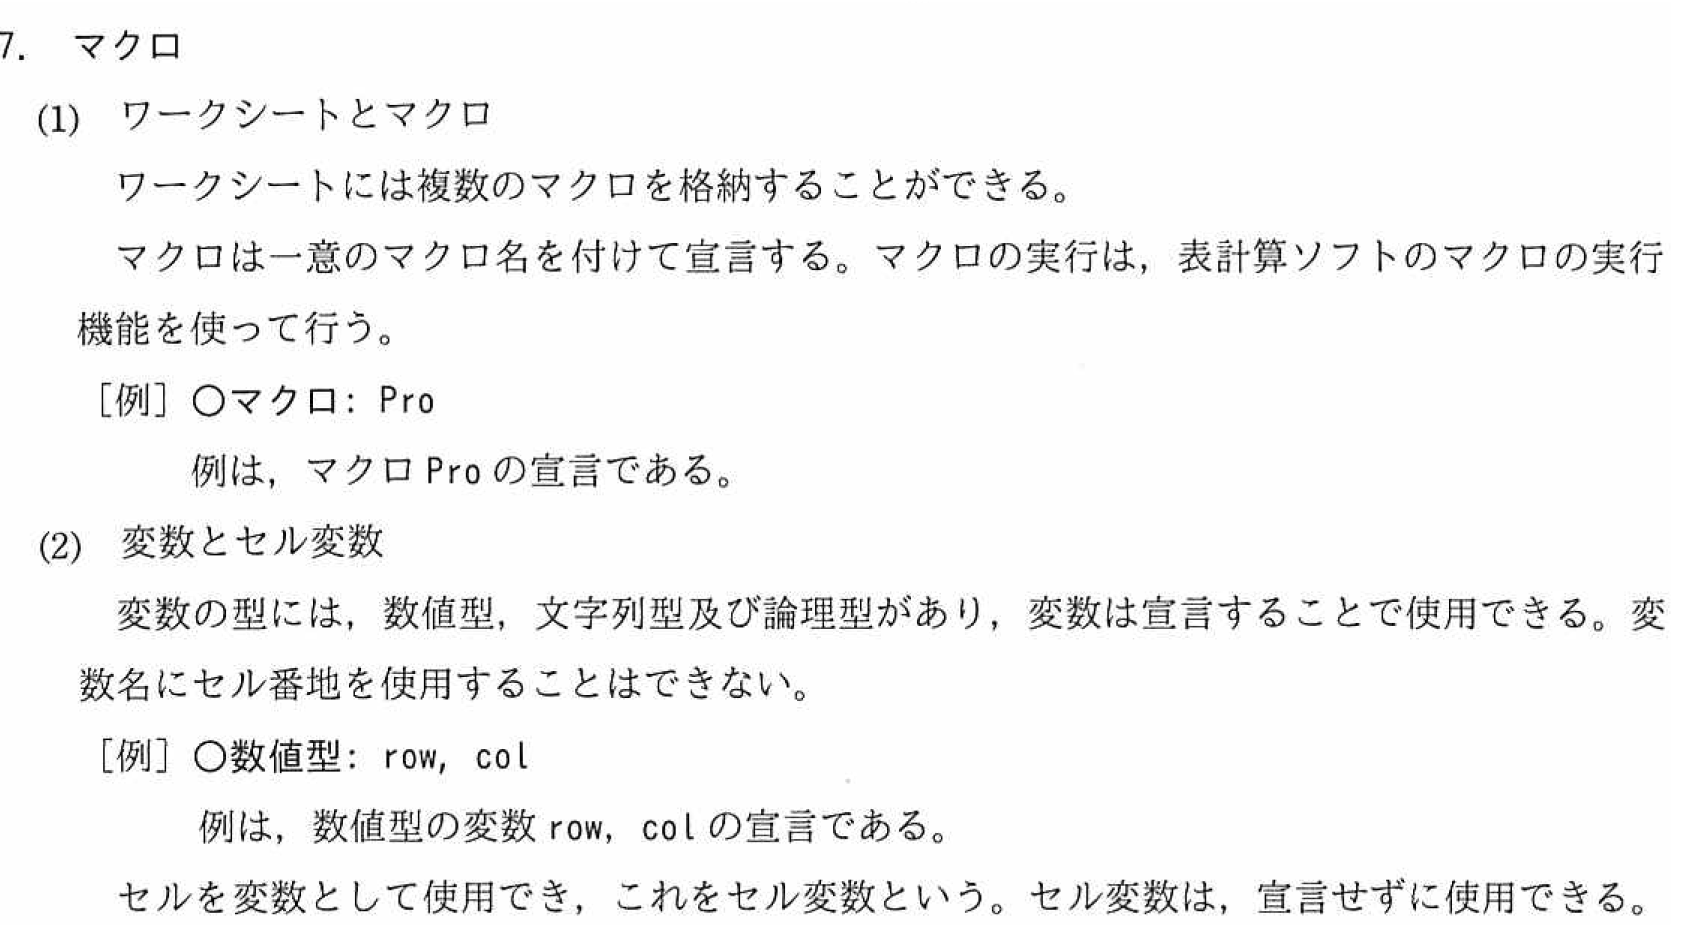 7. マクロ
(1) ワークシートとマクロ
ワークシートには複数のマクロを格納することができる。
マクロは一意のマクロ名を付けて宣言する。マクロの実行は，表計算ソフトのマクロの実行
機能を使って行う。
［例］○マクロ: Pro
例は，マクロ Pro の宣言である。
(2) 変数とセル変数
変数の型には，数値型，文字列型及び論理型があり，変数は宣言することで使用できる。変
数名にセル番地を使用することはできない。
［例］○数値型: row, col
例は，数値型の変数 row, col の宣言である。
セルを変数として使用でき，これをセル変数という。セル変数は，宣言せずに使用できる。